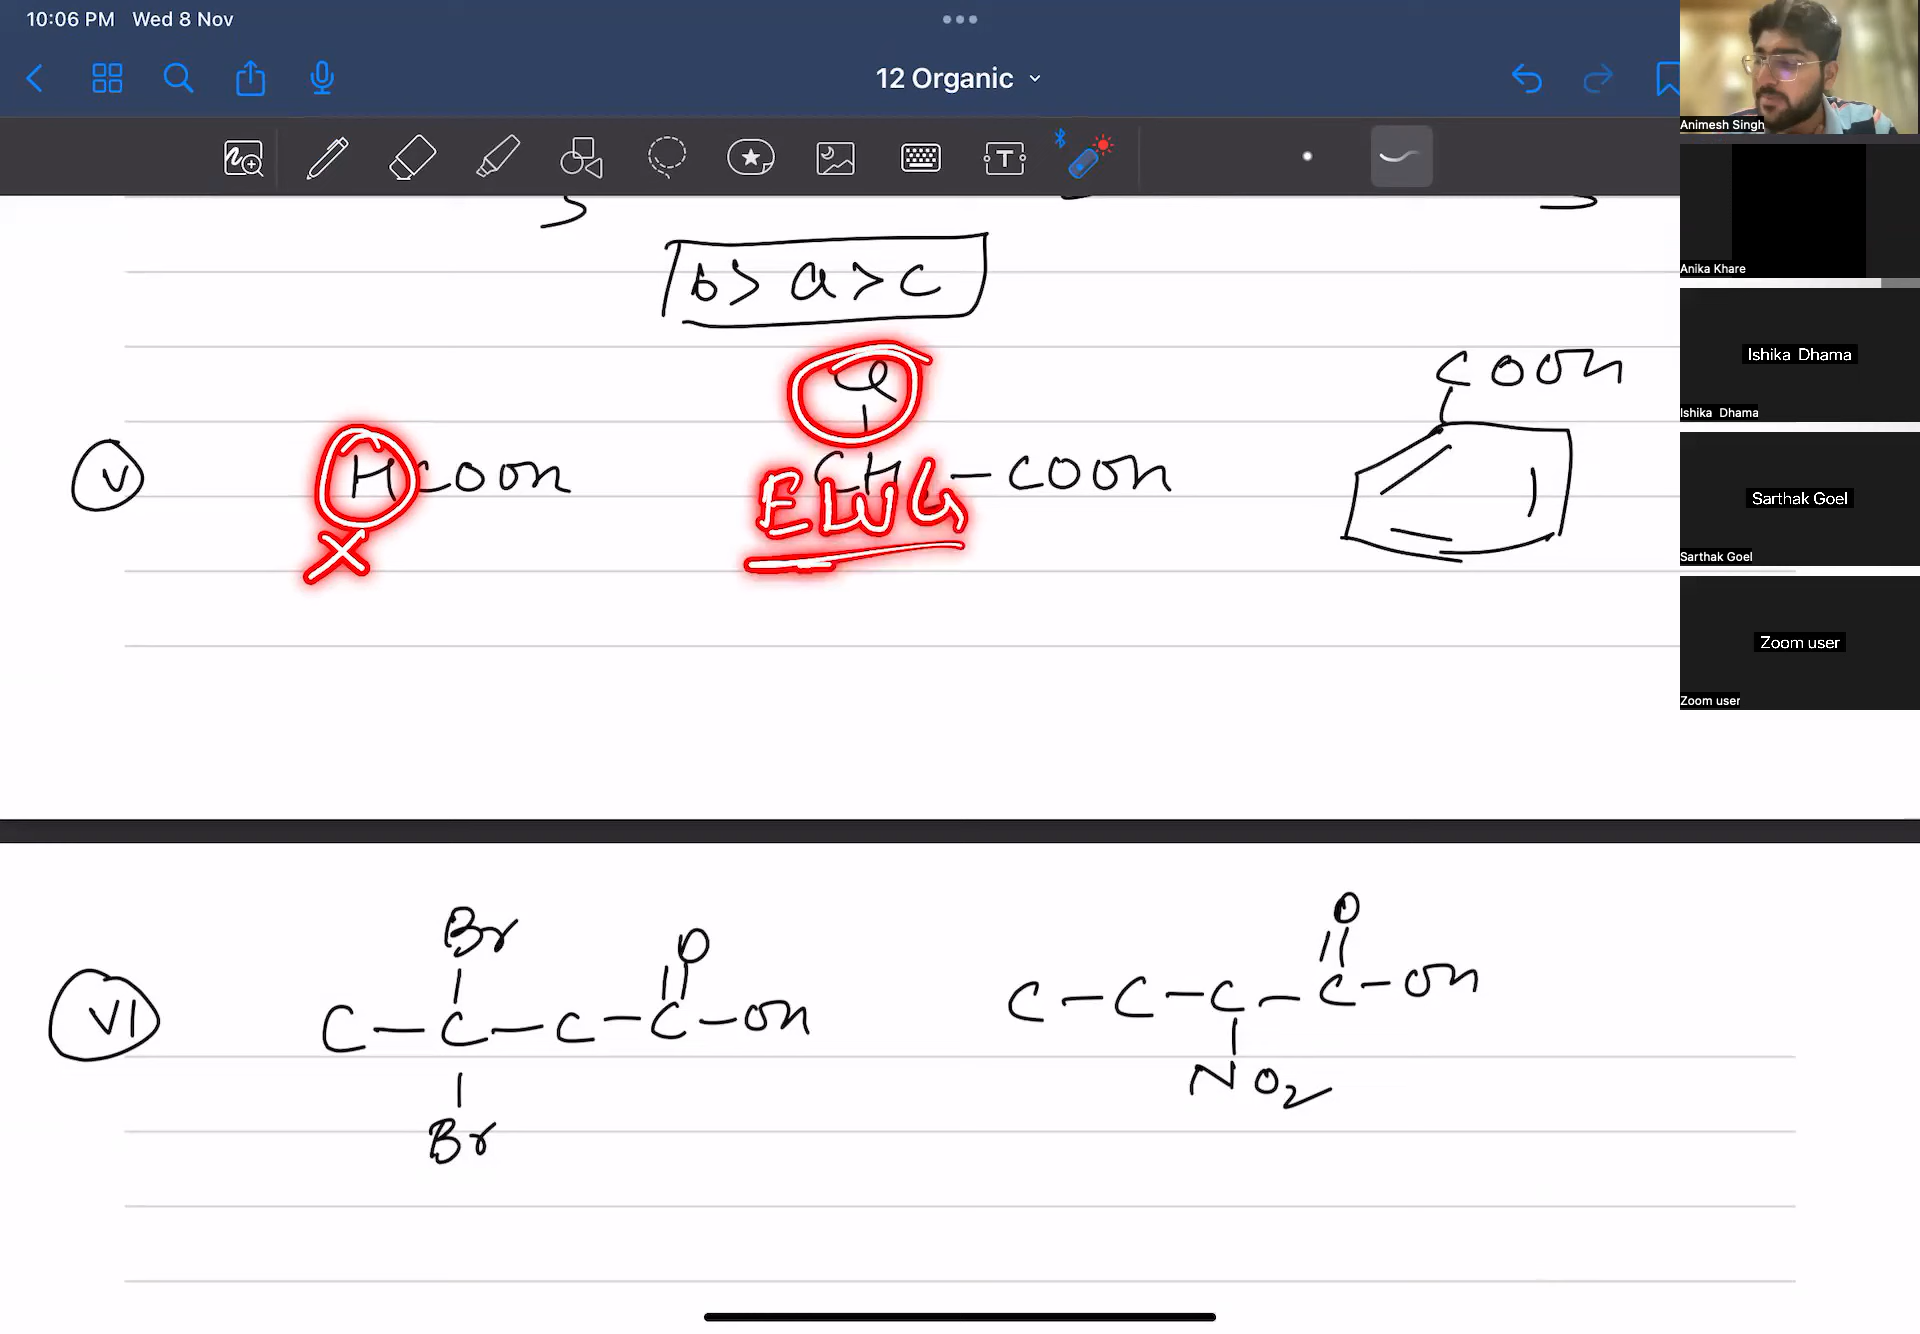 10:06 PM Wed 8 Nov
12 Organic
T
Animesh Singh
Anika Khare
Ishika Dhama
Ishika Dhama
Sarthak Goel
Sarthak Goel
Zoom user
Zoom user
b > a > c
V
HCOOH
X
Cl
CH2-COOH
EWG
COOH
VI
Br
O
C-C-C-C-OH
Br
O
C-C-C-C-OH
NO2